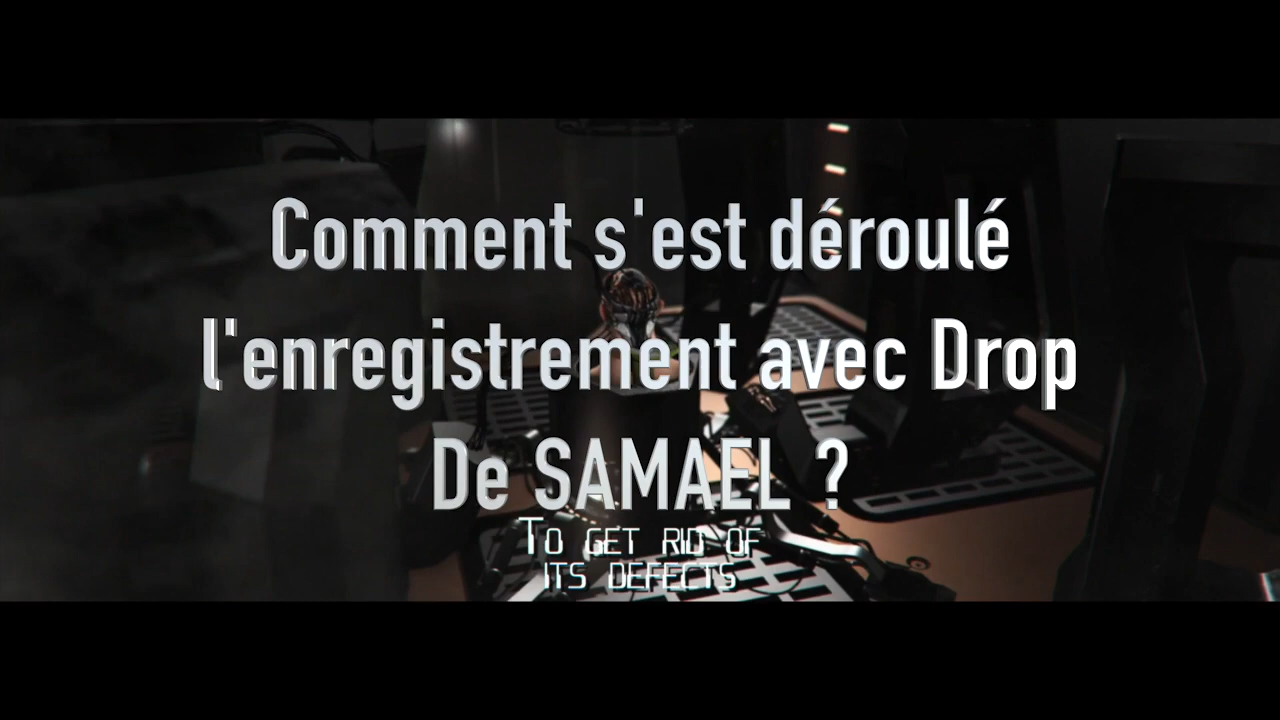 Comment s'est déroulé
l'enregistrement avec Drop
De SAMAEL ?
To get rid of
its defects